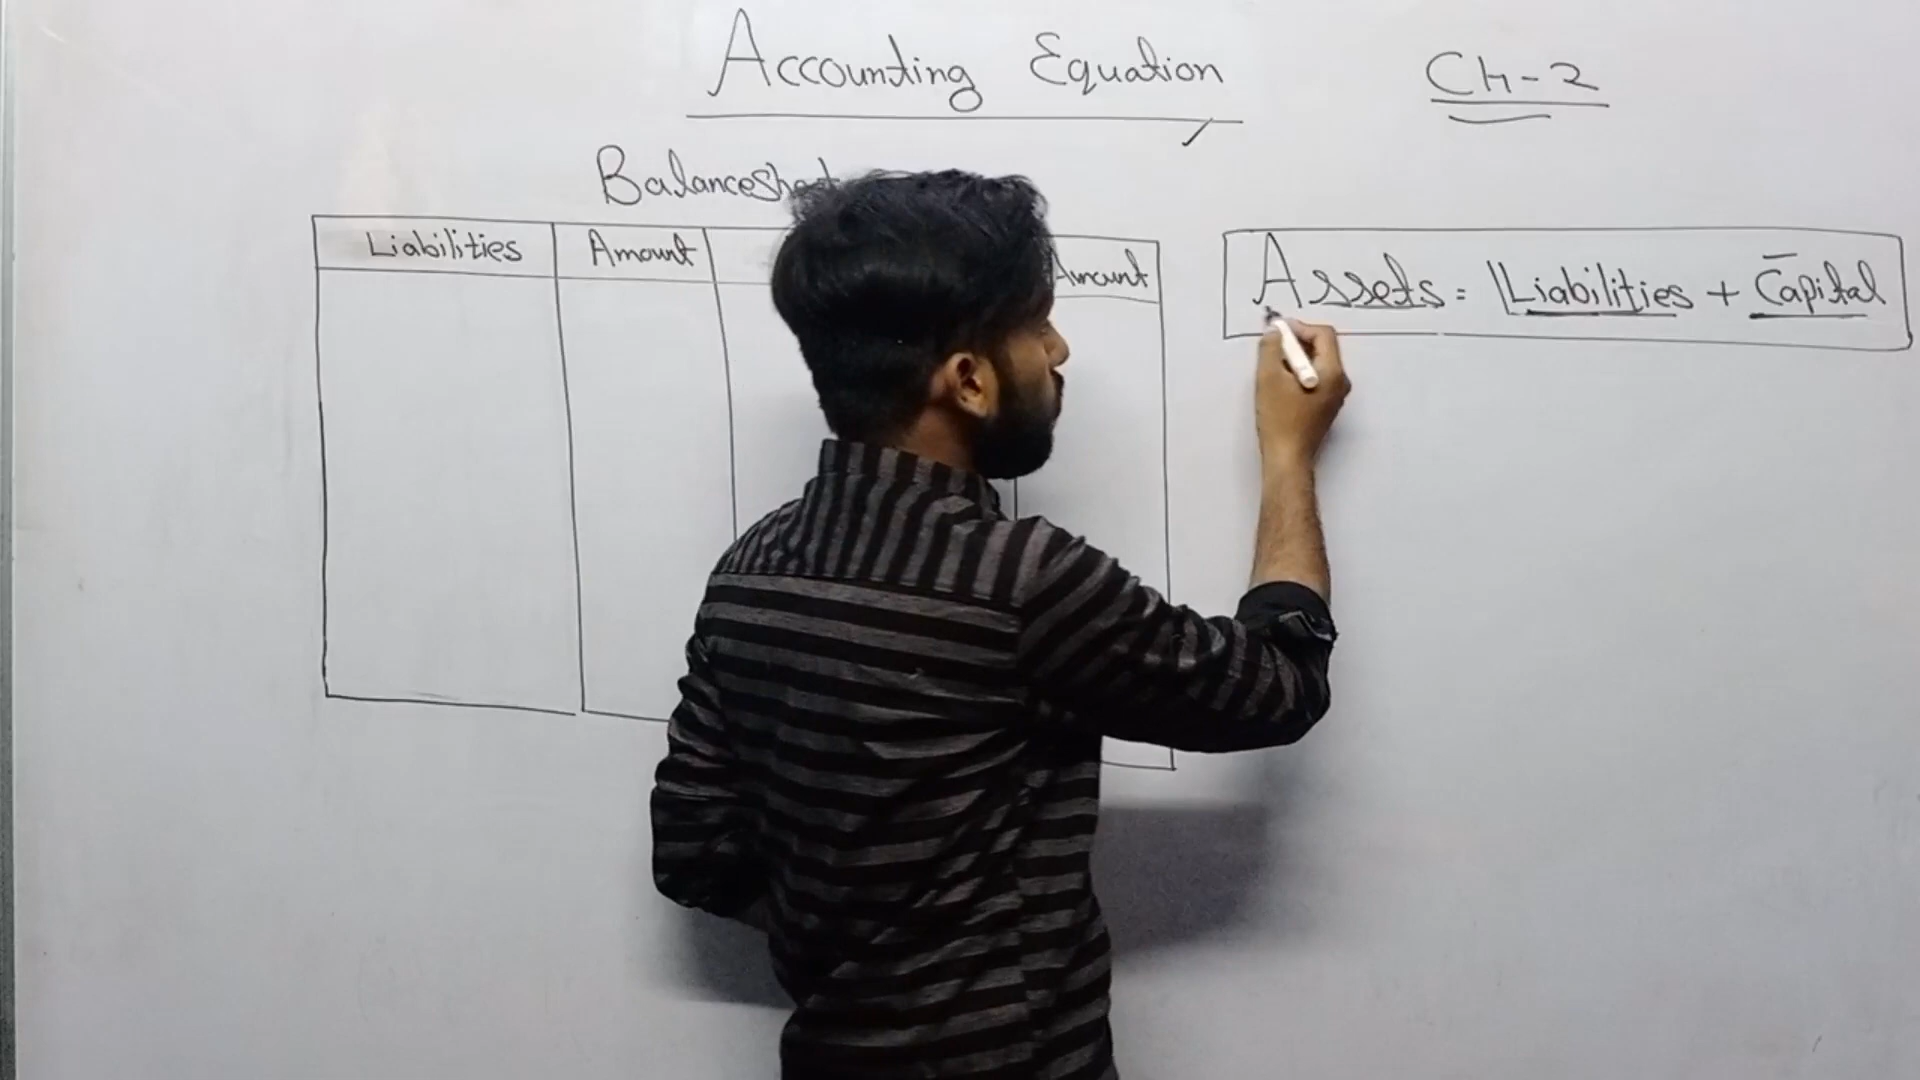 Accounting Equation
Ch-2
Balancesheet
Liabilities Amount Amount
Assets = Liabilities + Capital